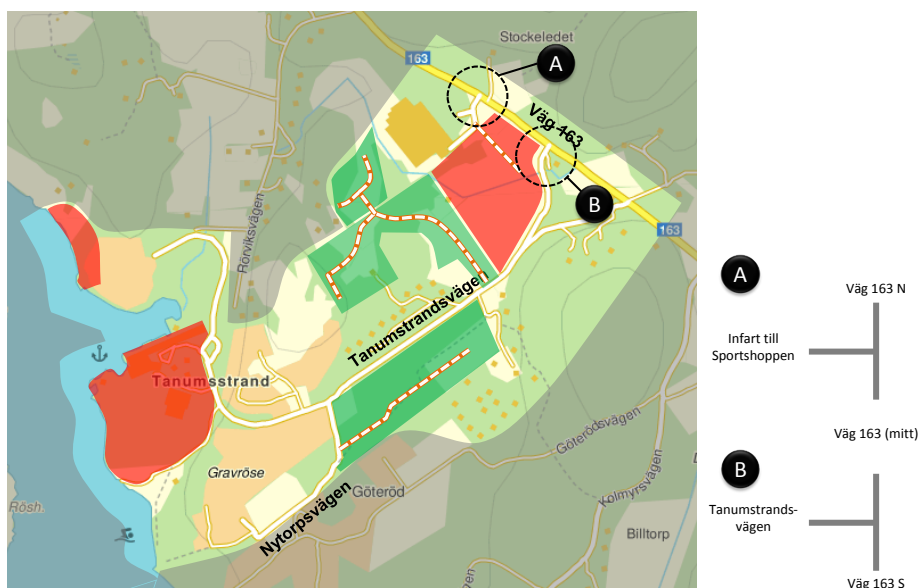 Stockeledet
163
A
Väg 163
B
163
Rörviksvägen
Tanumstrandsvägen
Tanumsstrand
Gravröse
Göterödsvägen
Kolmyrsvägen
Göteröd
Nytorpsvägen
Rösh.
Billtorp
A
Väg 163 N
Infart till
Sportshoppen
Väg 163 (mitt)
B
Tanumstrands-
vägen
Väg 163 S